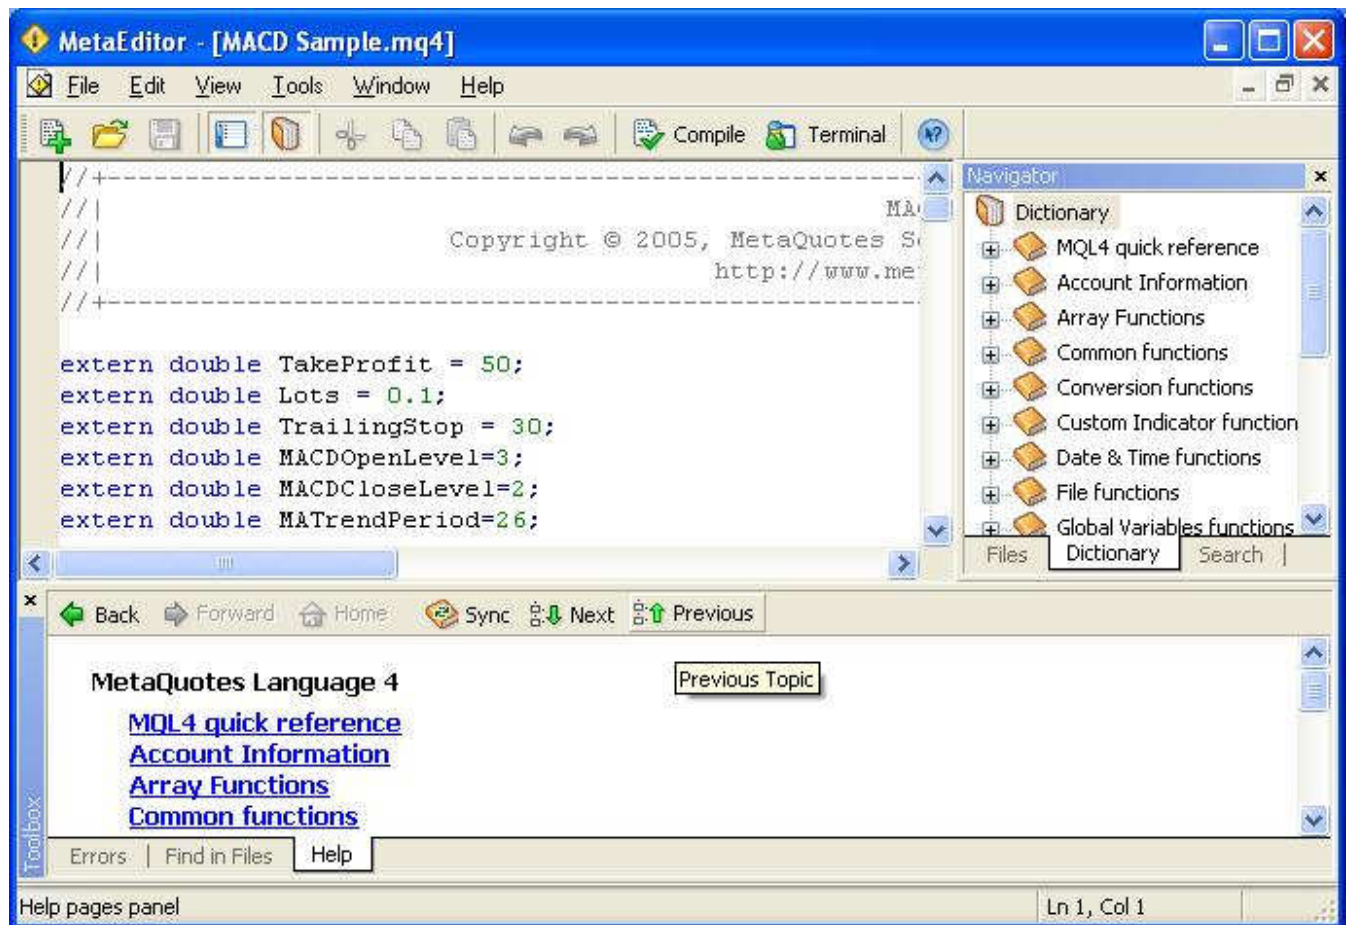 MetaEditor - [MACD Sample.mq4]
File Edit View Tools Window Help
Compile Terminal
//+------------------------------------------------------------
//|
//| Copyright © 2005, MetaQuotes
//| http://www.me
//+------------------------------------------------------------
extern double TakeProfit = 50;
extern double Lots = 0.1;
extern double TrailingStop = 30;
extern double MACDOpenLevel=3;
extern double MACDCloseLevel=2;
extern double MATrendPeriod=26;
Navigator
Dictionary
MQL4 quick reference
Account Information
Array Functions
Common functions
Conversion functions
Custom Indicator function
Date & Time functions
File functions
Global Variables functions
Files Dictionary Search
Back Forward Home Sync Next Previous
Previous Topic
MetaQuotes Language 4
MQL4 quick reference
Account Information
Array Functions
Common functions
Toolbox
Errors | Find in Files Help
Help pages panel
Ln 1, Col 1